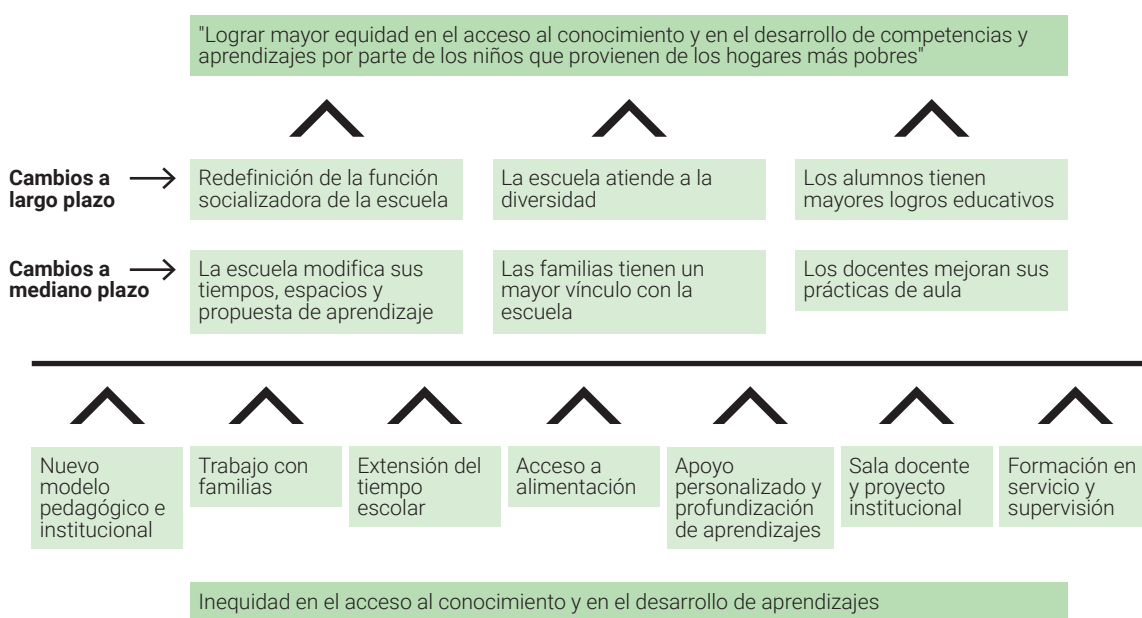 "Lograr mayor equidad en el acceso al conocimiento y en el desarrollo de competencias y
aprendizajes por parte de los niños que provienen de los hogares más pobres"
Cambios a
largo plazo
Redefinición de la función
socializadora de la escuela
La escuela atiende a la
diversidad
Los alumnos tienen
mayores logros educativos
Cambios a
mediano plazo
La escuela modifica sus
tiempos, espacios y
propuesta de aprendizaje
Las familias tienen un
mayor vínculo con la
escuela
Los docentes mejoran sus
prácticas de aula
Nuevo
modelo
pedagógico e
institucional
Trabajo con
familias
Extensión del
tiempo
escolar
Acceso a
alimentación
Apoyo
personalizado y
profundización
de aprendizajes
Sala docente
y proyecto
institucional
Formación en
servicio y
supervisión
Inequidad en el acceso al conocimiento y en el desarrollo de aprendizajes